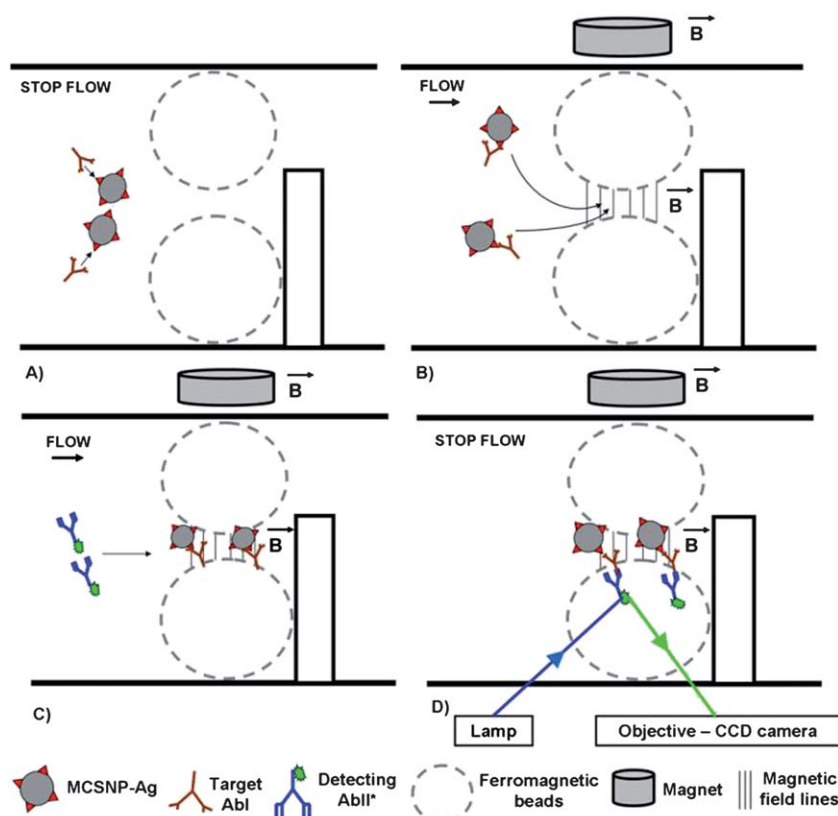 STOP FLOW
A)
B
FLOW
B
B)
B
FLOW
B
C)
B
STOP FLOW
B
D)
Lamp
Objective – CCD camera
MCSNP-Ag
Target
AbI
Detecting
AbII*
Ferromagnetic
beads
Magnet
Magnetic
field lines